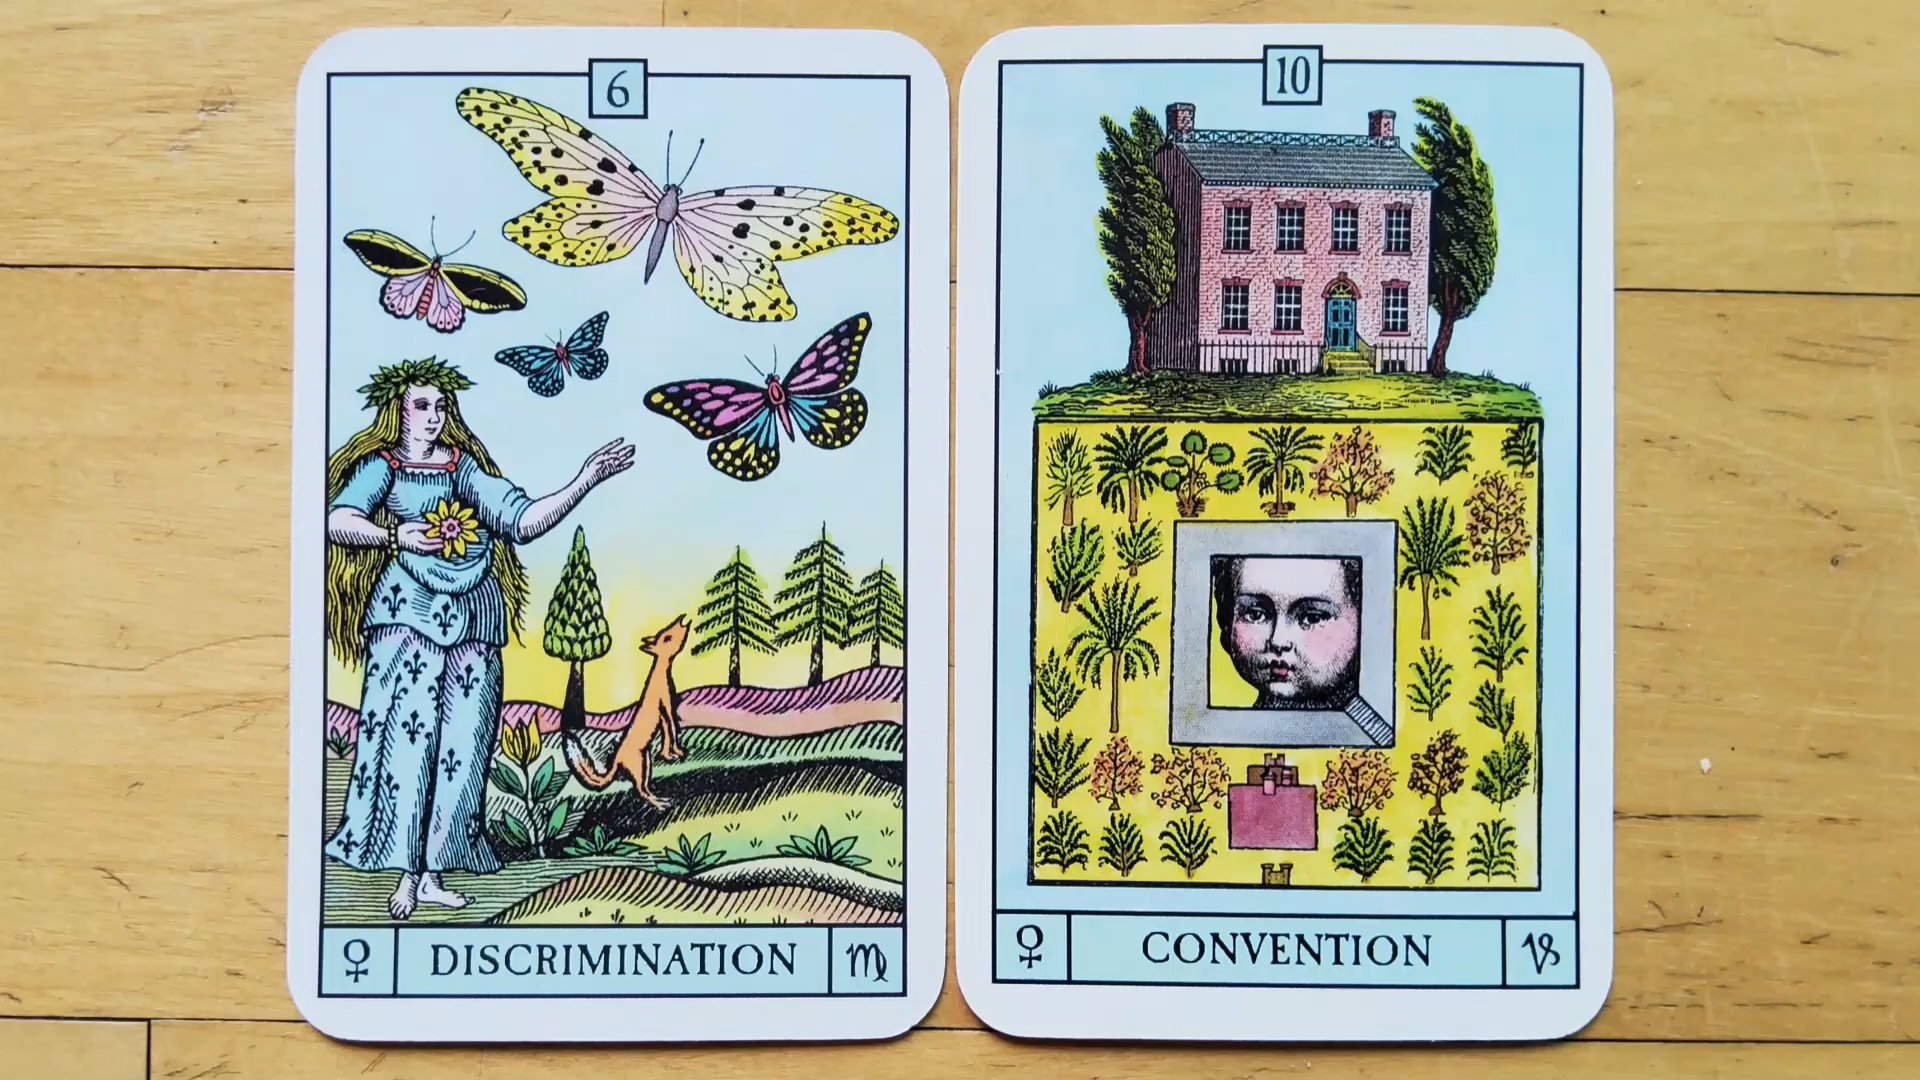 6
♀ DISCRIMINATION ♍
10
♀ CONVENTION ♑